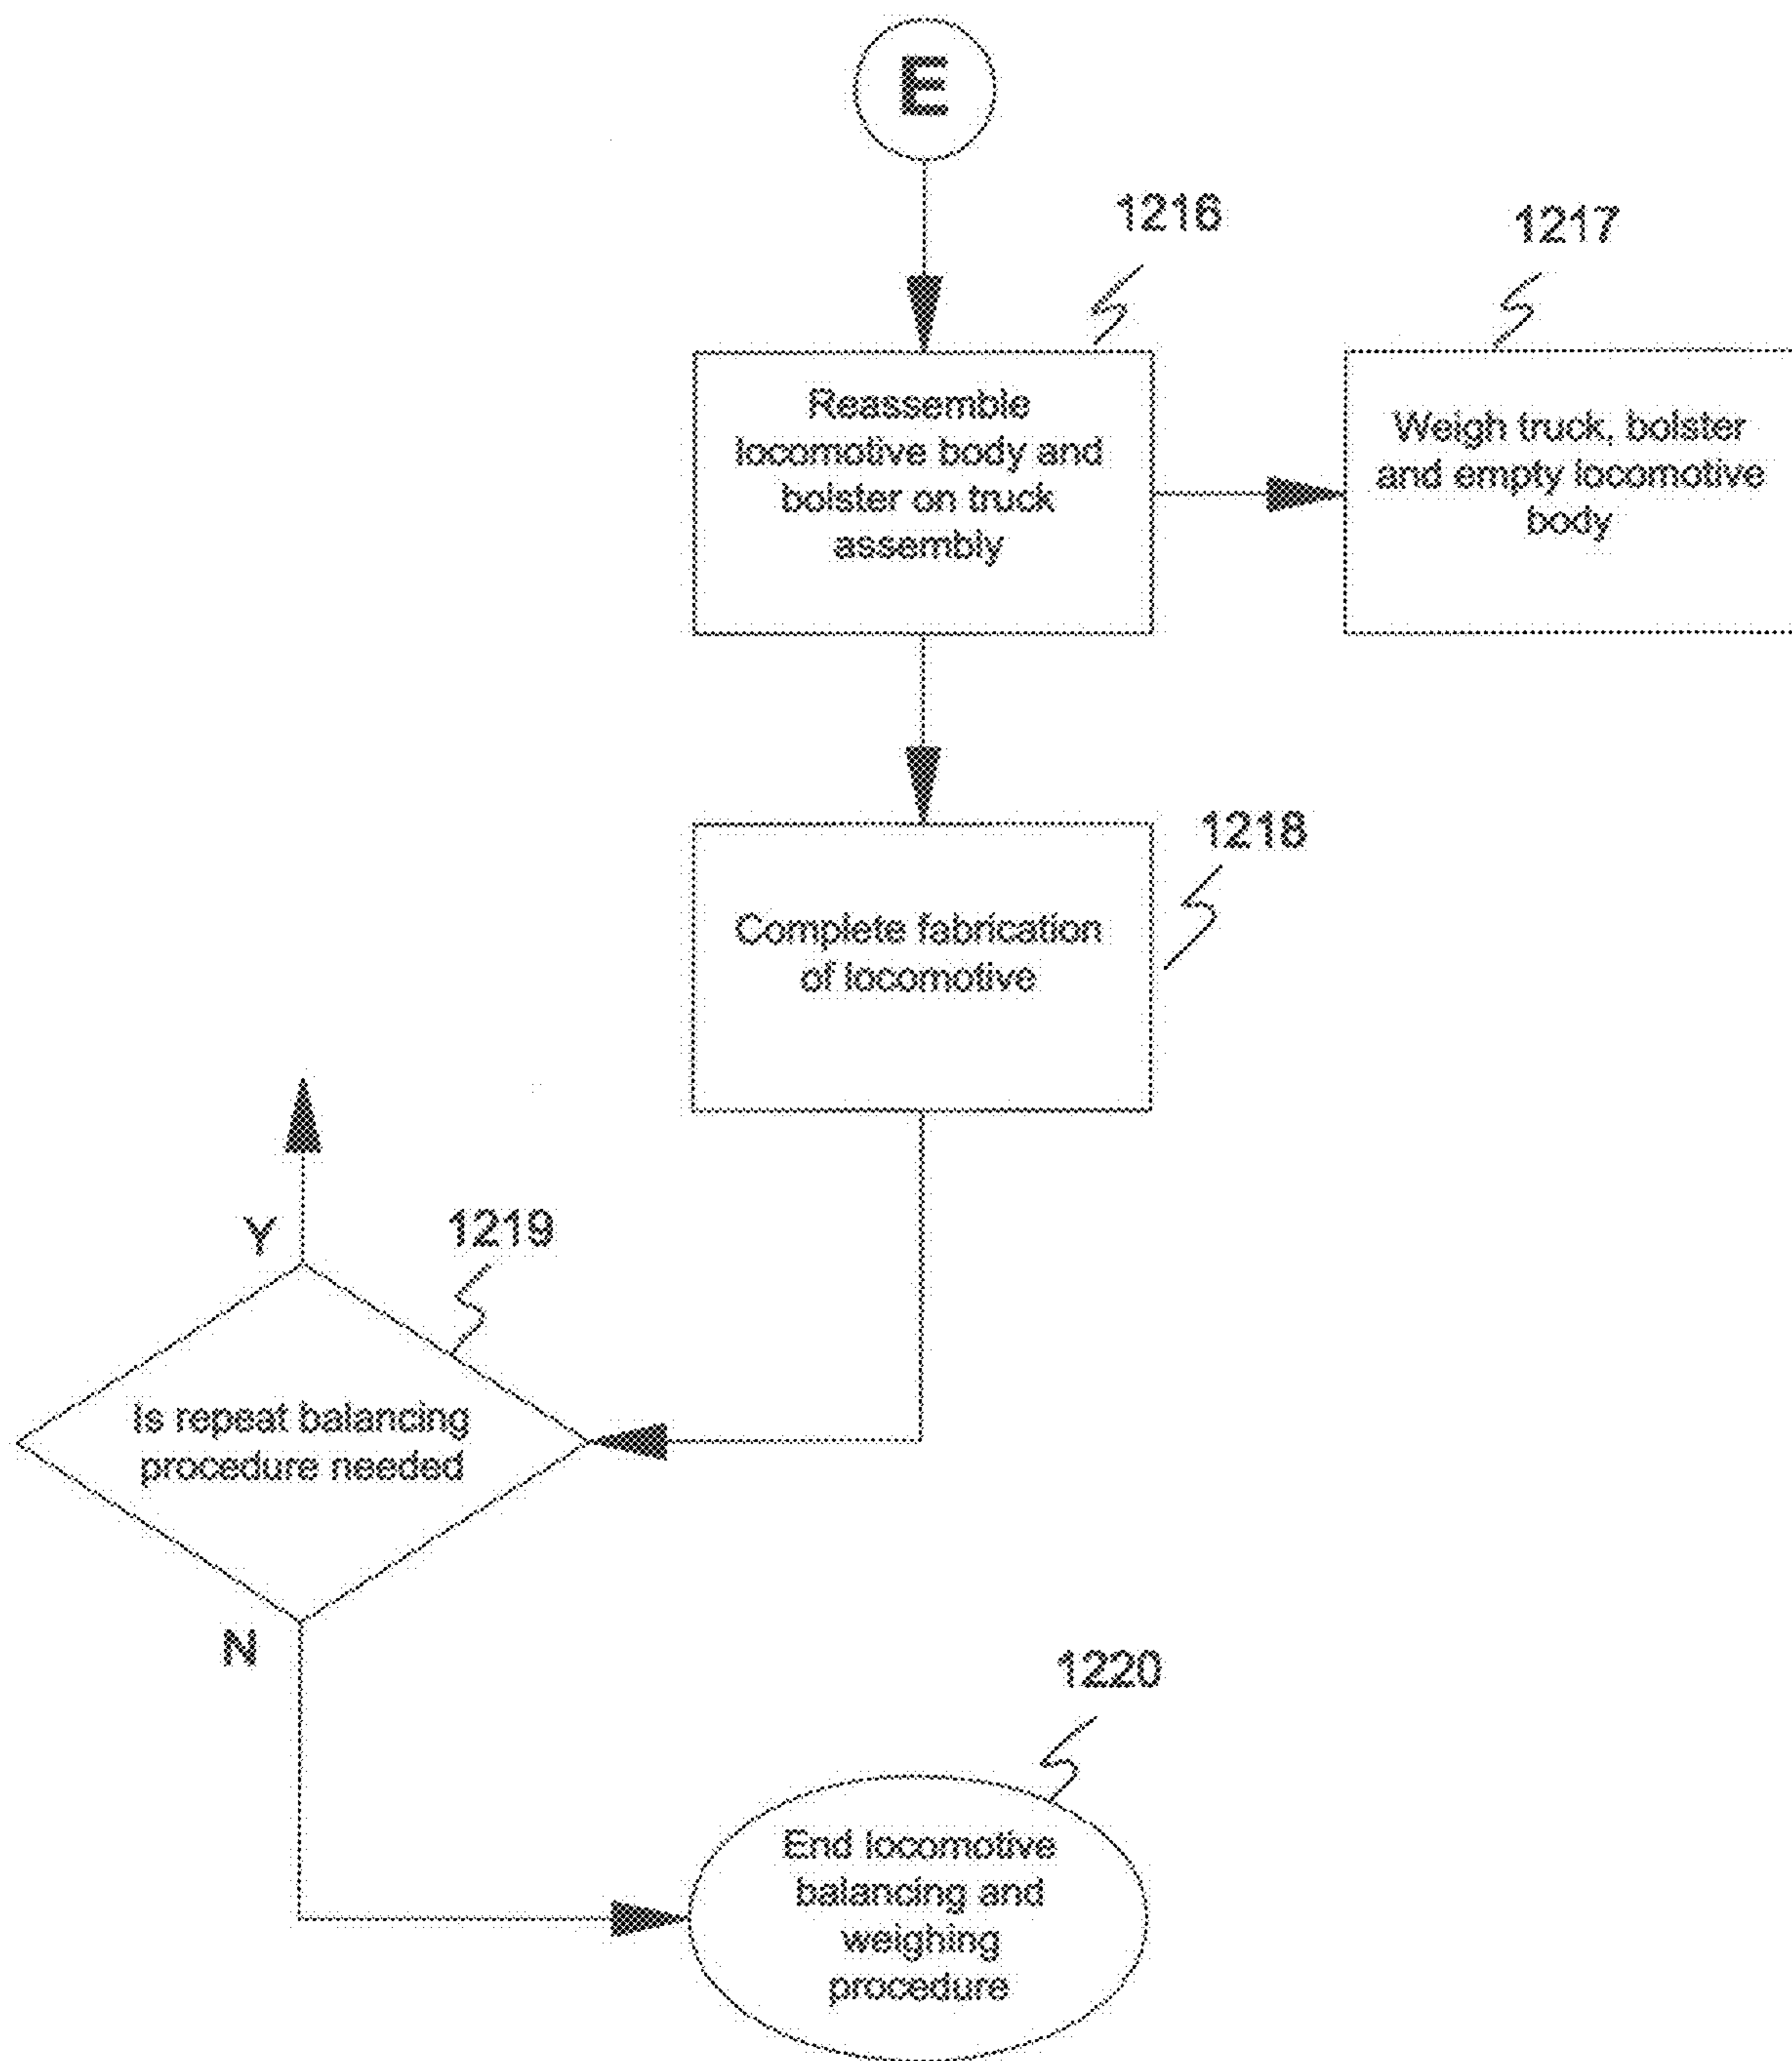 E
1216
1217
Reassemble
locomotive body and
bolster on truck
assembly
Weigh truck, bolster
and empty locomotive
body
1218
Complete fabrication
of locomotive
Y
1219
Is repeat balancing
procedure needed
N
1220
End locomotive
balancing and
weighing
procedure